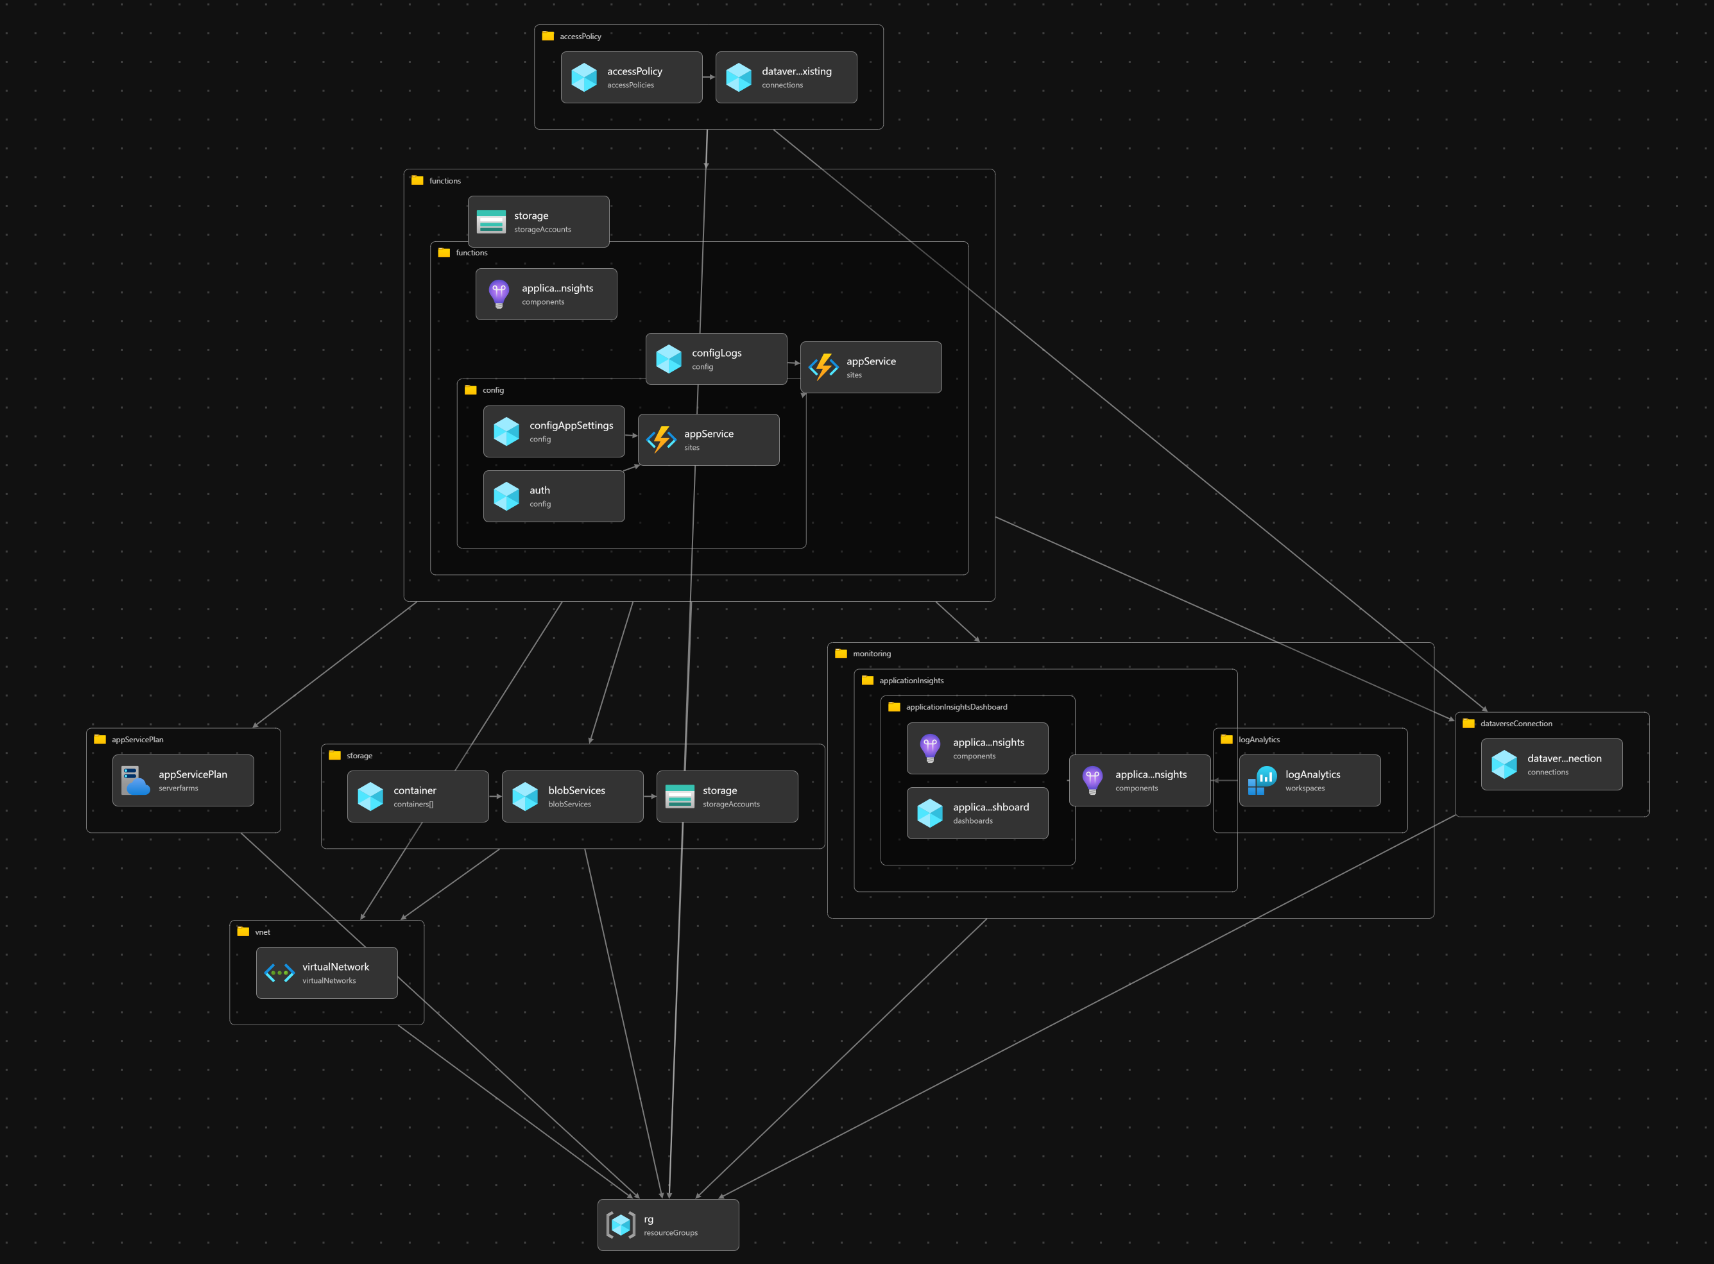 accessPolicy
accessPolicy
accessPolicies
dataver...xisting
connections
functions
storage
storageAccounts
functions
applica...nsights
components
configLogs
config
appService
sites
config
configAppSettings
config
appService
sites
auth
config
monitoring
applicationInsights
applicationInsightsDashboard
applica...nsights
components
applica...shboard
dashboards
applica...nsights
components
logAnalytics
logAnalytics
workspaces
dataverseConnection
dataver...nection
connections
appServicePlan
appServicePlan
serverfarms
storage
container
containers[]
blobServices
blobServices
storage
storageAccounts
vnet
virtualNetwork
virtualNetworks
rg
resourceGroups